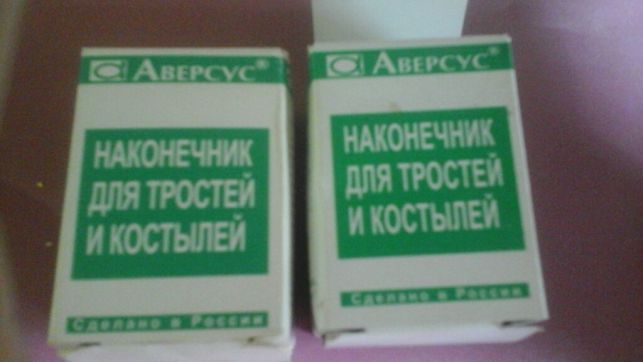 АВЕРСУС®
НАКОНЕЧНИК
ДЛЯ ТРОСТЕЙ
И КОСТЫЛЕЙ
Сделано в России
АВЕРСУС®
НАКОНЕЧНИК
ДЛЯ ТРОСТЕЙ
И КОСТЫЛЕЙ
Сделано в России